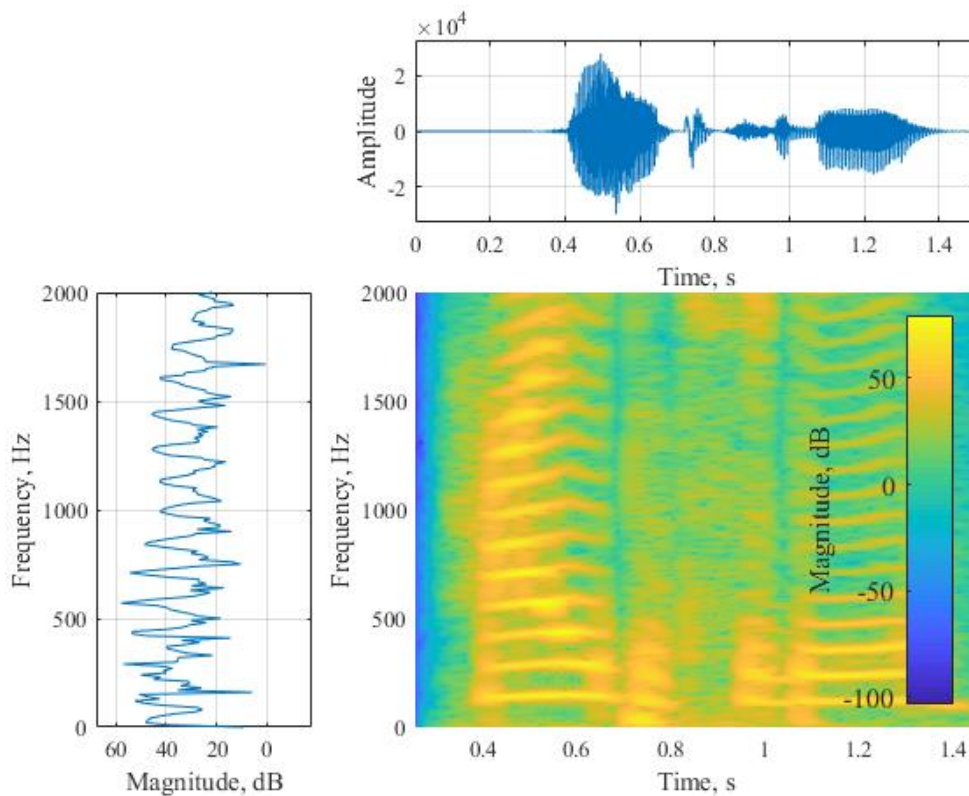 ×10⁴
2
0
-2
Amplitude
0 0.2 0.4 0.6 0.8 1 1.2 1.4
Time, s
2000
1500
1000
500
0
Frequency, Hz
60 40 20 0
Magnitude, dB
2000
1500
1000
500
0
Frequency, Hz
0.4 0.6 0.8 1 1.2 1.4
Time, s
50
0
-50
-100
Magnitude, dB